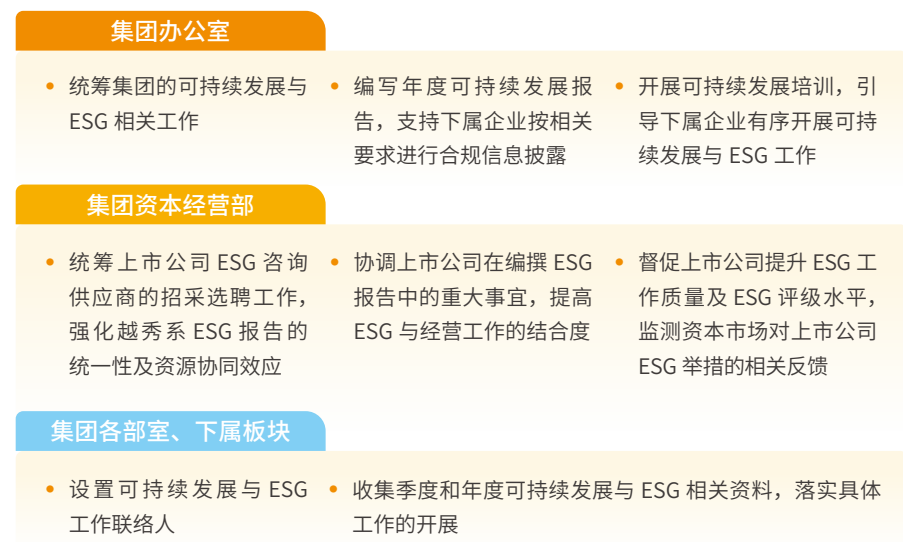 集团办公室
• 统筹集团的可持续发展与
ESG 相关工作
• 编写年度可持续发展报
告，支持下属企业按相关
要求进行合规信息披露
• 开展可持续发展培训，引
导下属企业有序开展可持
续发展与 ESG 工作
集团资本经营部
• 统筹上市公司 ESG 咨询
供应商的招采选聘工作，
强化越秀系 ESG 报告的
统一性及资源协同效应
• 协调上市公司在编撰 ESG
报告中的重大事宜，提高
ESG 与经营工作的结合度
• 督促上市公司提升 ESG 工
作质量及 ESG 评级水平，
监测资本市场对上市公司
ESG 举措的相关反馈
集团各部室、下属板块
• 设置可持续发展与 ESG
工作联络人
• 收集季度和年度可持续发展与 ESG 相关资料，落实具体
工作的开展